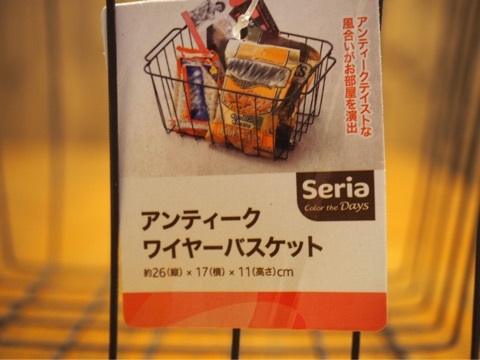 アンティークテイストな
風合いがお部屋を演出
Seria
Color the Days
アンティーク
ワイヤーバスケット
約26(縦)×17(横)×11(高さ)cm